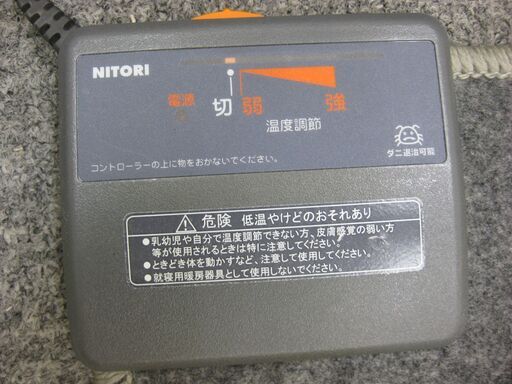 NITORI
電源 切 弱 強
温度調節
コントローラーの上に物をおかないでください。
ダニ退治可能
危険 低温やけどのおそれあり
●乳幼児や自分で温度調節できない方、皮膚感覚の弱い方
等が使用されるときは特に注意してください。
●ときどき体を動かすなど、注意して使用してください。
●就寝用暖房器具として使用しないでください。